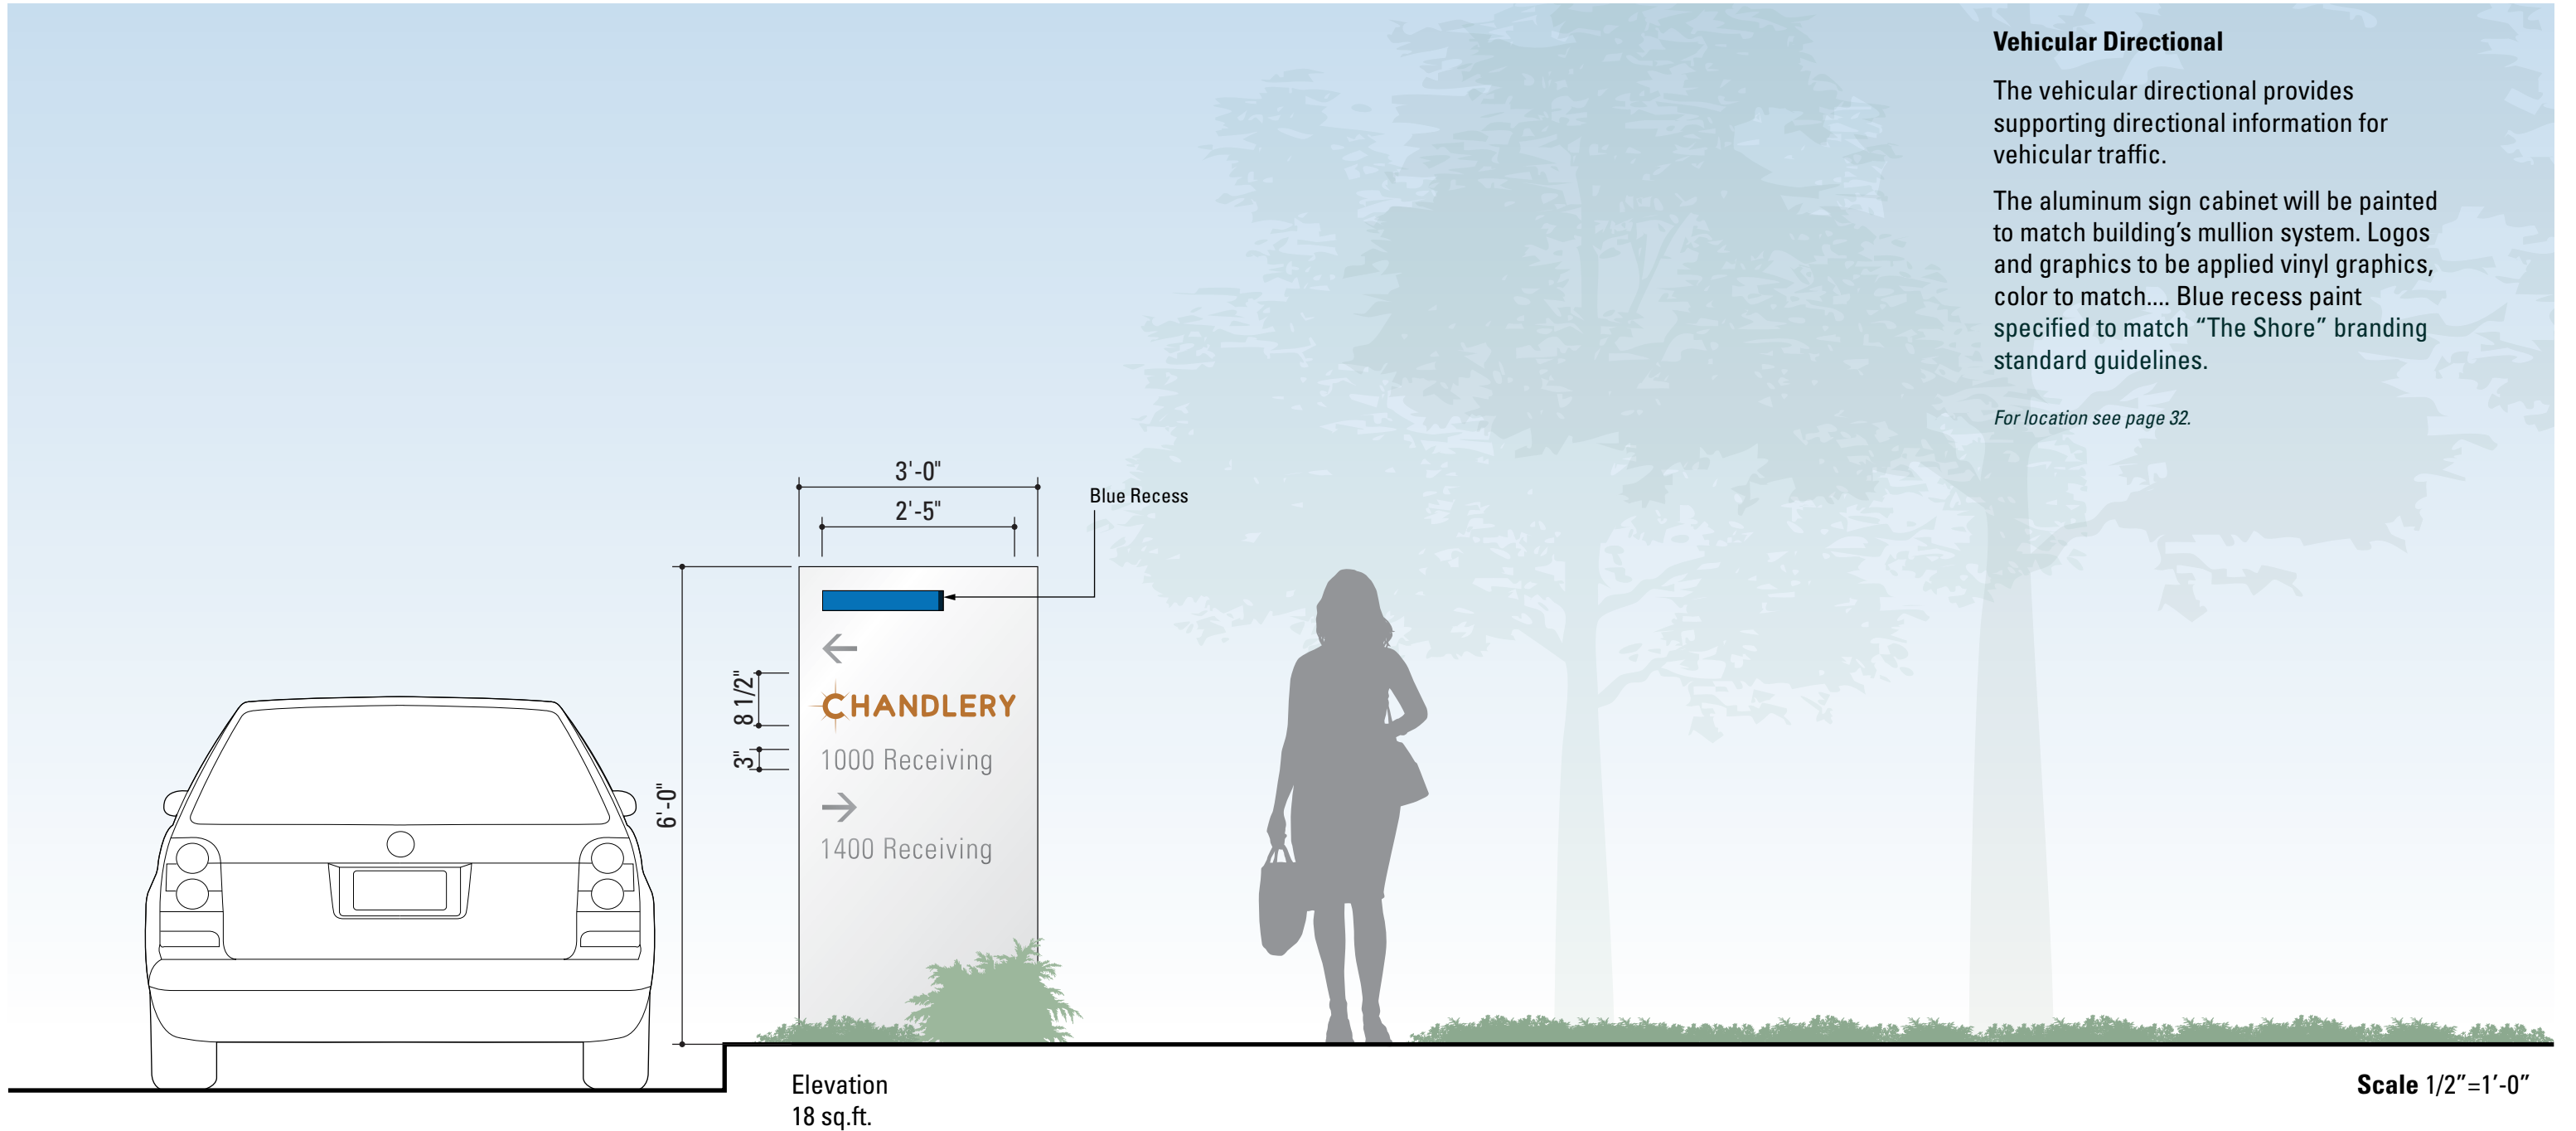 Vehicular Directional
The vehicular directional provides
supporting directional information for
vehicular traffic.
The aluminum sign cabinet will be painted
to match building’s mullion system. Logos
and graphics to be applied vinyl graphics,
color to match.... Blue recess paint
specified to match “The Shore” branding
standard guidelines.
For location see page 32.
3'-0"
2'-5"
Blue Recess
8 1/2"
3"
6'-0"
CHANDLERY
1000 Receiving
1400 Receiving
Elevation
18 sq.ft.
Scale 1/2”=1’-0”